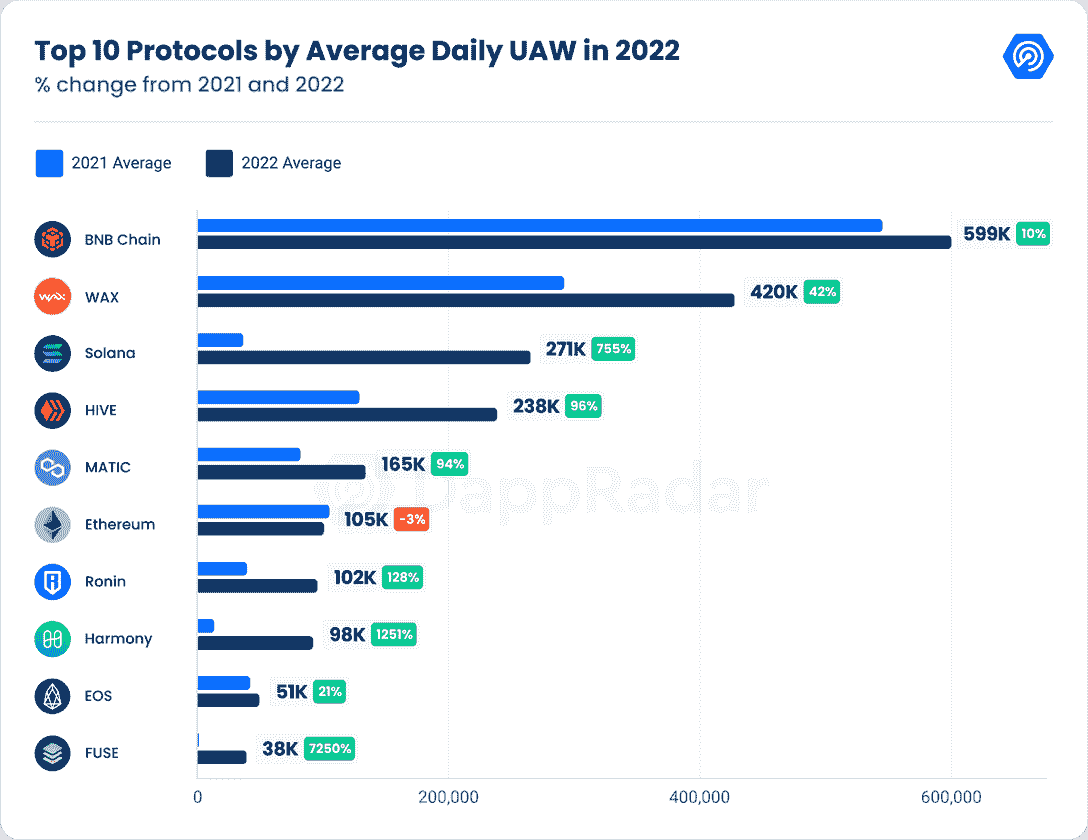 Top 10 Protocols by Average Daily UAW in 2022
% change from 2021 and 2022
2021 Average
2022 Average
BNB Chain
599K 10%
WAX
420K 42%
Solana
271K 755%
HIVE
238K 96%
MATIC
165K 94%
DappRadar
Ethereum
105K -3%
Ronin
102K 128%
Harmony
98K 1251%
EOS
51K 21%
FUSE
38K 7250%
0 200,000 400,000 600,000